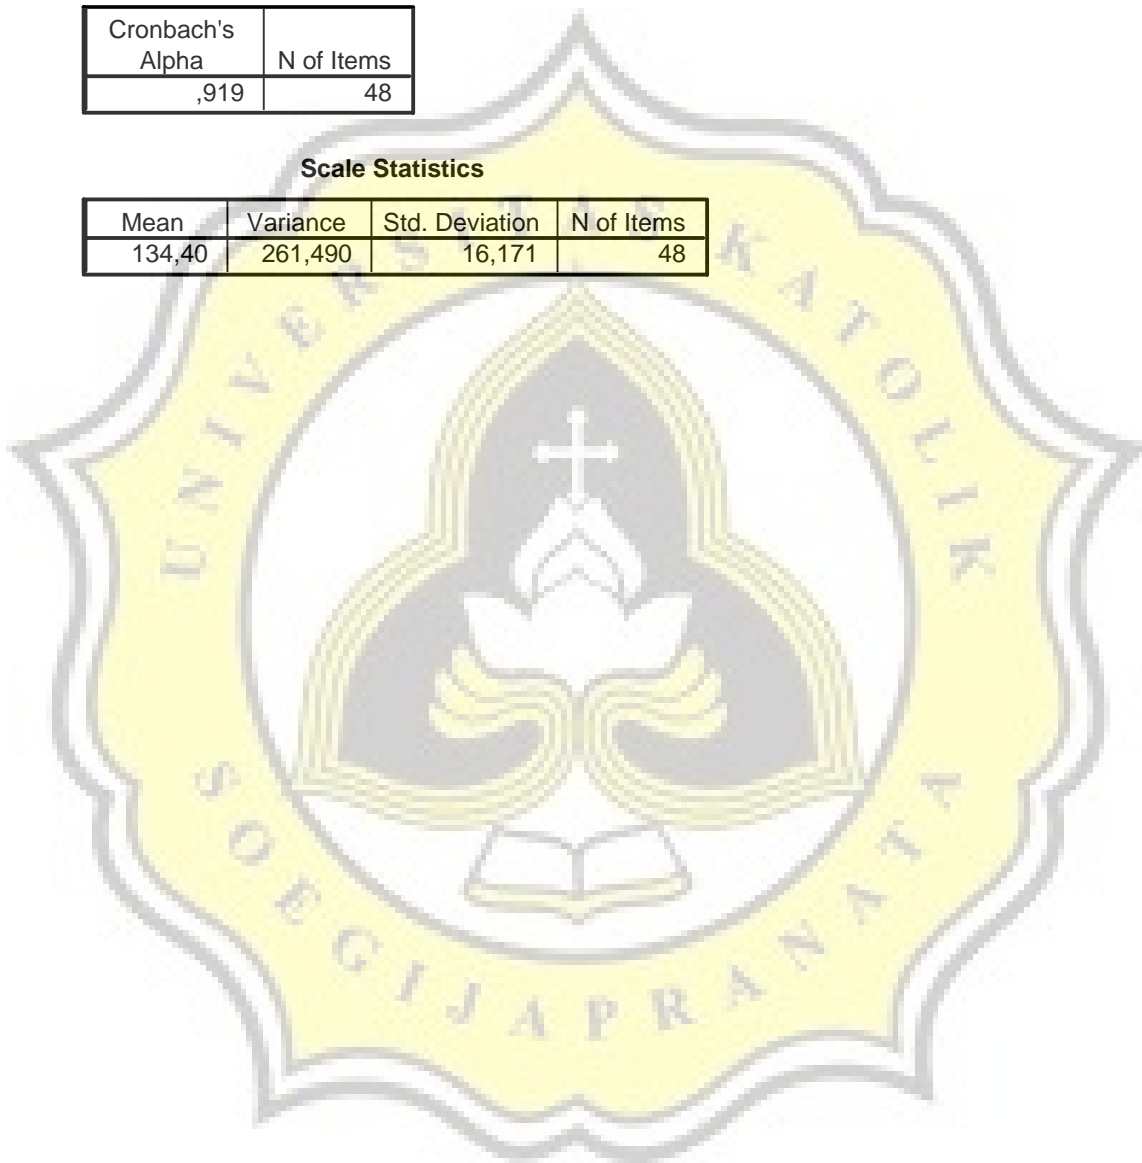 Cronbach's
Alpha N of Items
,919 48
Scale Statistics
Mean Variance Std. Deviation N of Items
134,40 261,490 16,171 48
UNIVERSITAS KATOLIK
SOEGIJAPRANATA